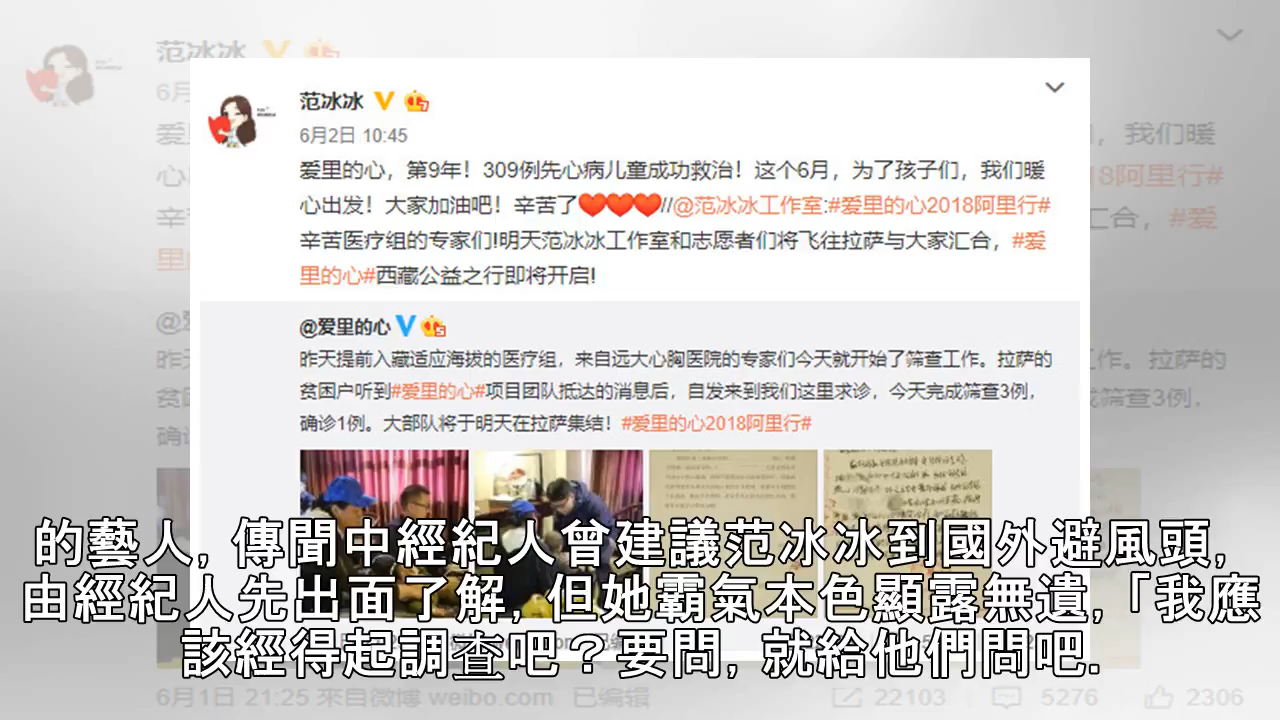 范冰冰
6月2日 10:45
爱里的心，第9年！309例先心病儿童成功救治！这个6月，为了孩子们，我们暖
心出发！大家加油吧！辛苦了❤❤❤//@范冰冰工作室:#爱里的心2018阿里行#
辛苦医疗组的专家们!明天范冰冰工作室和志愿者们将飞往拉萨与大家汇合，#爱
里的心#西藏公益之行即将开启!
@爱里的心
昨天提前入藏适应海拔的医疗组，来自远大心胸医院的专家们今天就开始了筛查工作。拉萨的
贫困户听到#爱里的心#项目团队抵达的消息后，自发来到我们这里求诊，今天完成筛查3例，
确诊1例。大部队将于明天在拉萨集结！#爱里的心2018阿里行#
的藝人, 傳聞中經紀人曾建議范冰冰到國外避風頭,
由經紀人先出面了解, 但她霸氣本色顯露無遺,「我應
該經得起調查吧？要問, 就給他們問吧.
6月1日 21:25 來自微博 weibo.com 已编辑
22103 5276 2306